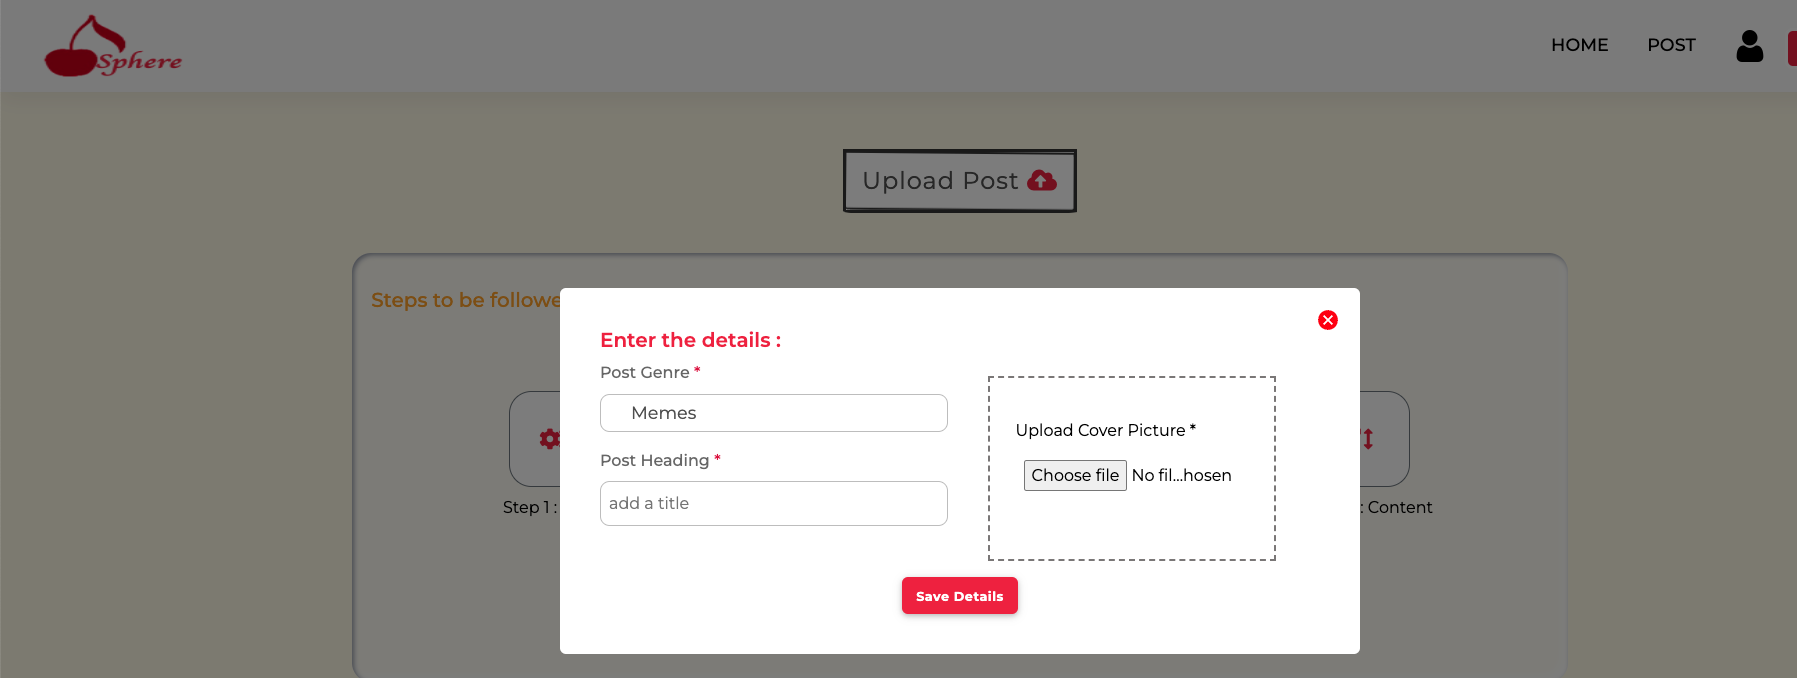 Sphere
HOME
POST
Upload Post
Steps to be followe
Enter the details :
Post Genre *
Memes
Post Heading *
add a title
Upload Cover Picture *
Choose file No fil...hosen
Step 1 :
: Content
Save Details